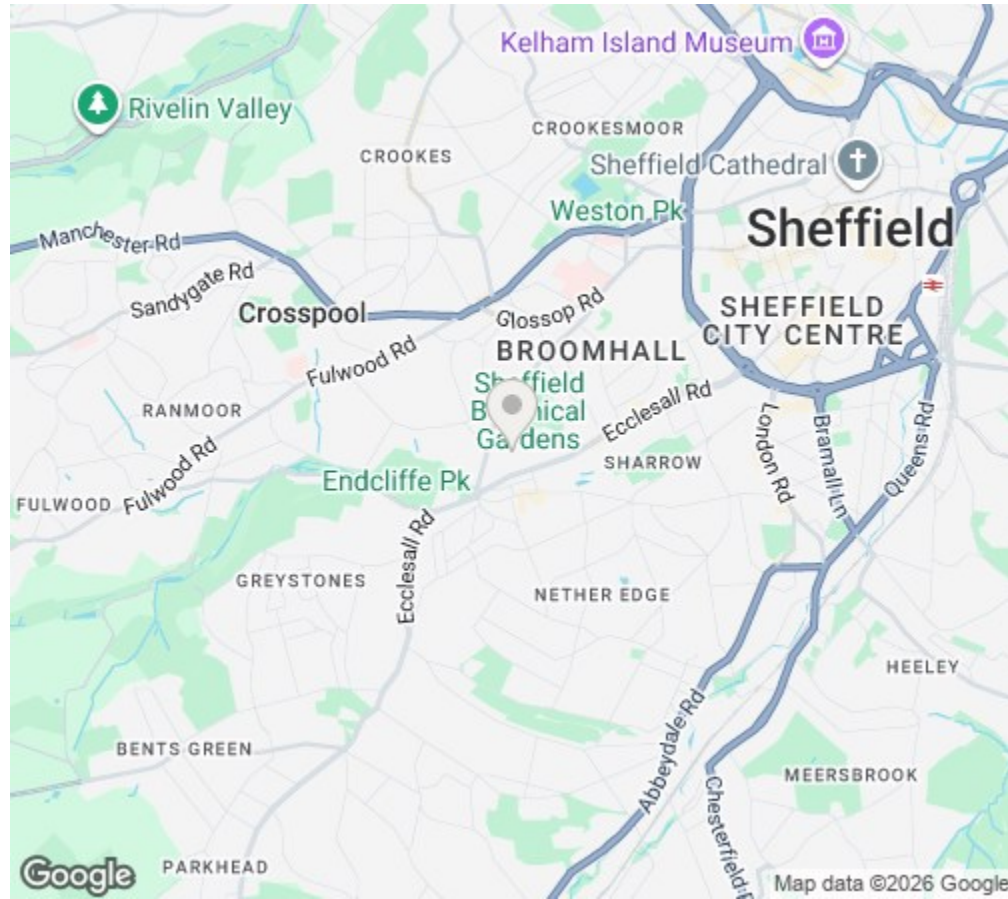 Kelham Island Museum
Rivelin Valley
CROOKESMOOR
CROOKES
Sheffield Cathedral
Weston Pk
Sheffield
Manchester Rd
Sandygate Rd
Crosspool
Glossop Rd
SHEFFIELD
CITY CENTRE
BROOMHALL
Fulwood Rd
Sheffield
Botanical
Gardens
RANMOOR
Ecclesall Rd
London Rd
Bramall Ln
Queens Rd
SHARROW
Fulwood Rd
Endcliffe Pk
FULWOOD
Ecclesall Rd
GREYSTONES
NETHER EDGE
HEELEY
Abbeydale Rd
BENTS GREEN
MEERSBROOK
Chesterfield
PARKHEAD
Google
Map data ©2026 Google